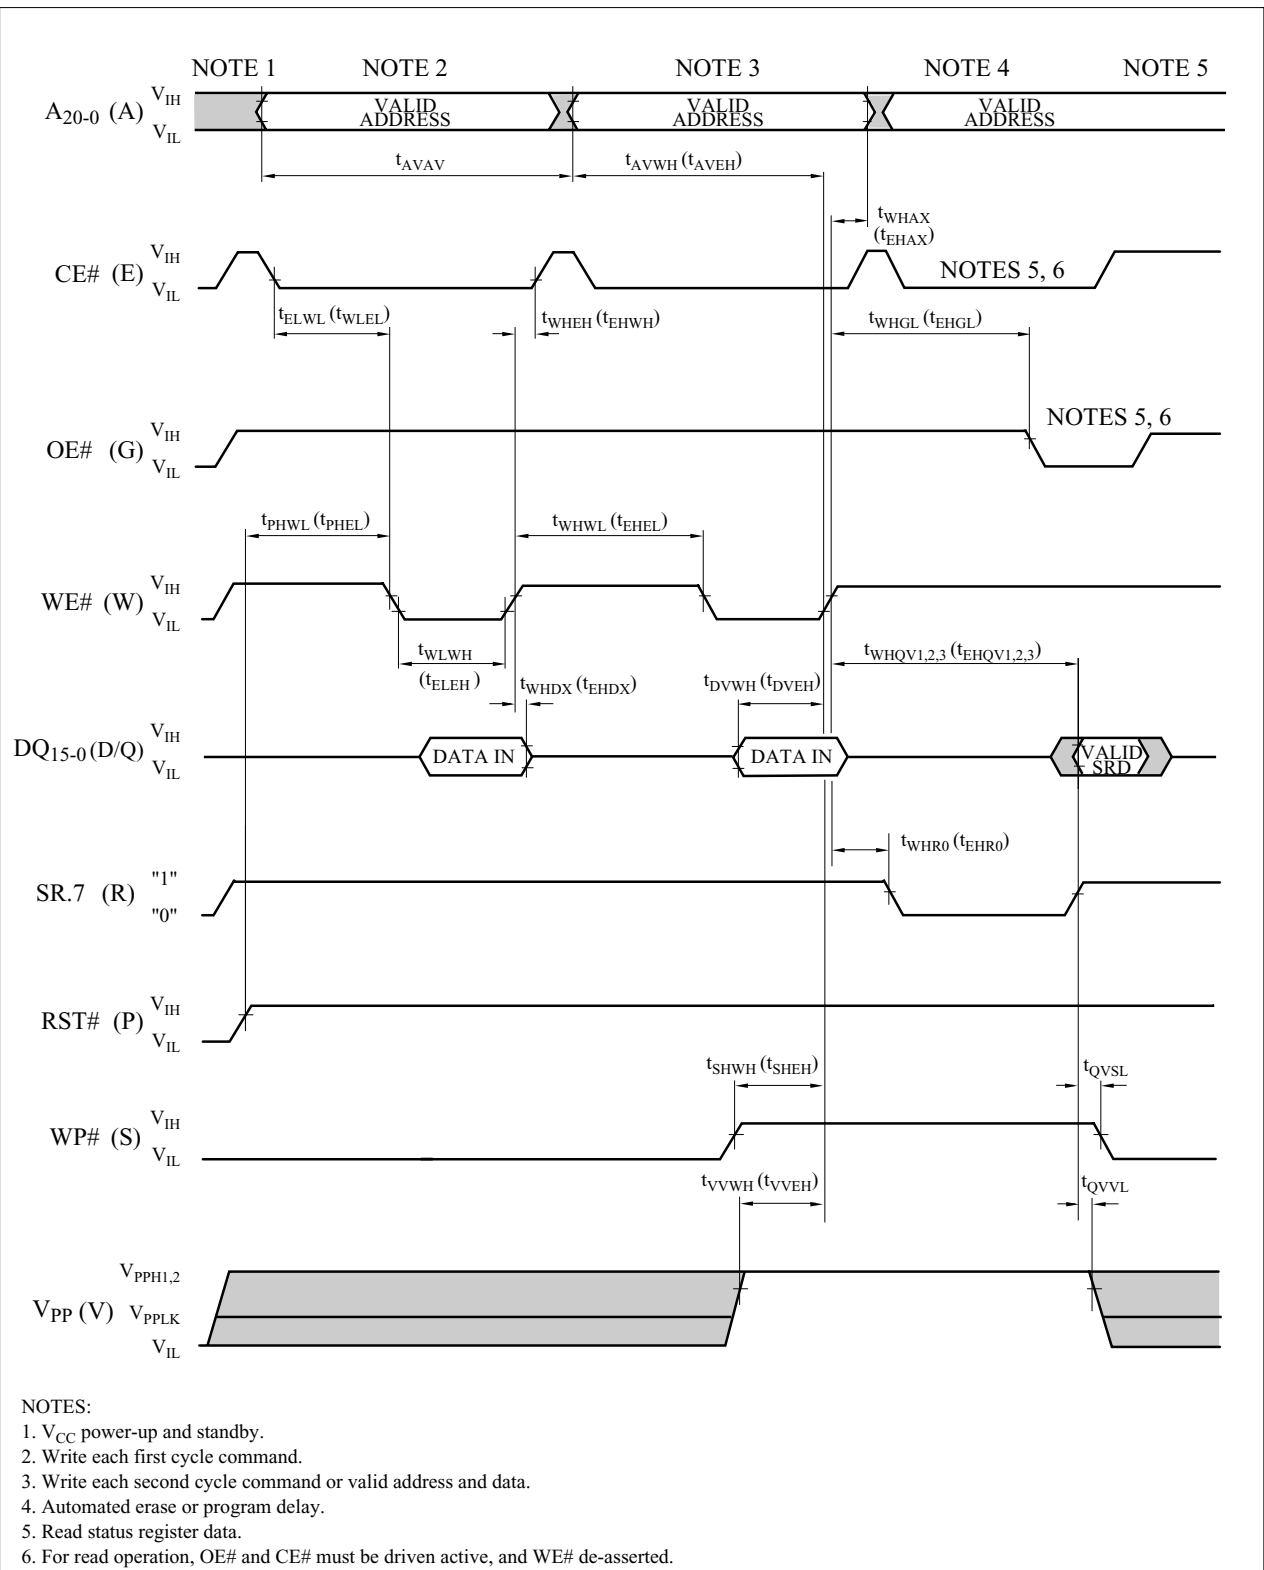 NOTE 1 NOTE 2 NOTE 3 NOTE 4 NOTE 5
A20-0 (A) VIH VIL
VALID ADDRESS VALID ADDRESS VALID ADDRESS
tAVAV tAVWH (tAVEH)
tWHAX
(tEHAX)
CE# (E) VIH VIL NOTES 5, 6
tELWL (tWLEL) tWHEH (tEHWH) tWHGL (tEHGL)
OE# (G) VIH VIL NOTES 5, 6
tPHWL (tPHEL) tWHWL (tEHEL)
WE# (W) VIH VIL
tWLWH
(tELEH )
tWHDX (tEHDX) tDVWH (tDVEH) tWHQV1,2,3 (tEHQV1,2,3)
DQ15-0 (D/Q) VIH VIL DATA IN DATA IN VALID SRD
tWHR0 (tEHR0)
SR.7 (R) "1" "0"
RST# (P) VIH VIL
tSHWH (tSHEH) tQVSL
WP# (S) VIH VIL
tVVWH (tVVEH) tQVVL
VPP (V) VPPH1,2 VPPLK VIL
NOTES:
1. VCC power-up and standby.
2. Write each first cycle command.
3. Write each second cycle command or valid address and data.
4. Automated erase or program delay.
5. Read status register data.
6. For read operation, OE# and CE# must be driven active, and WE# de-asserted.